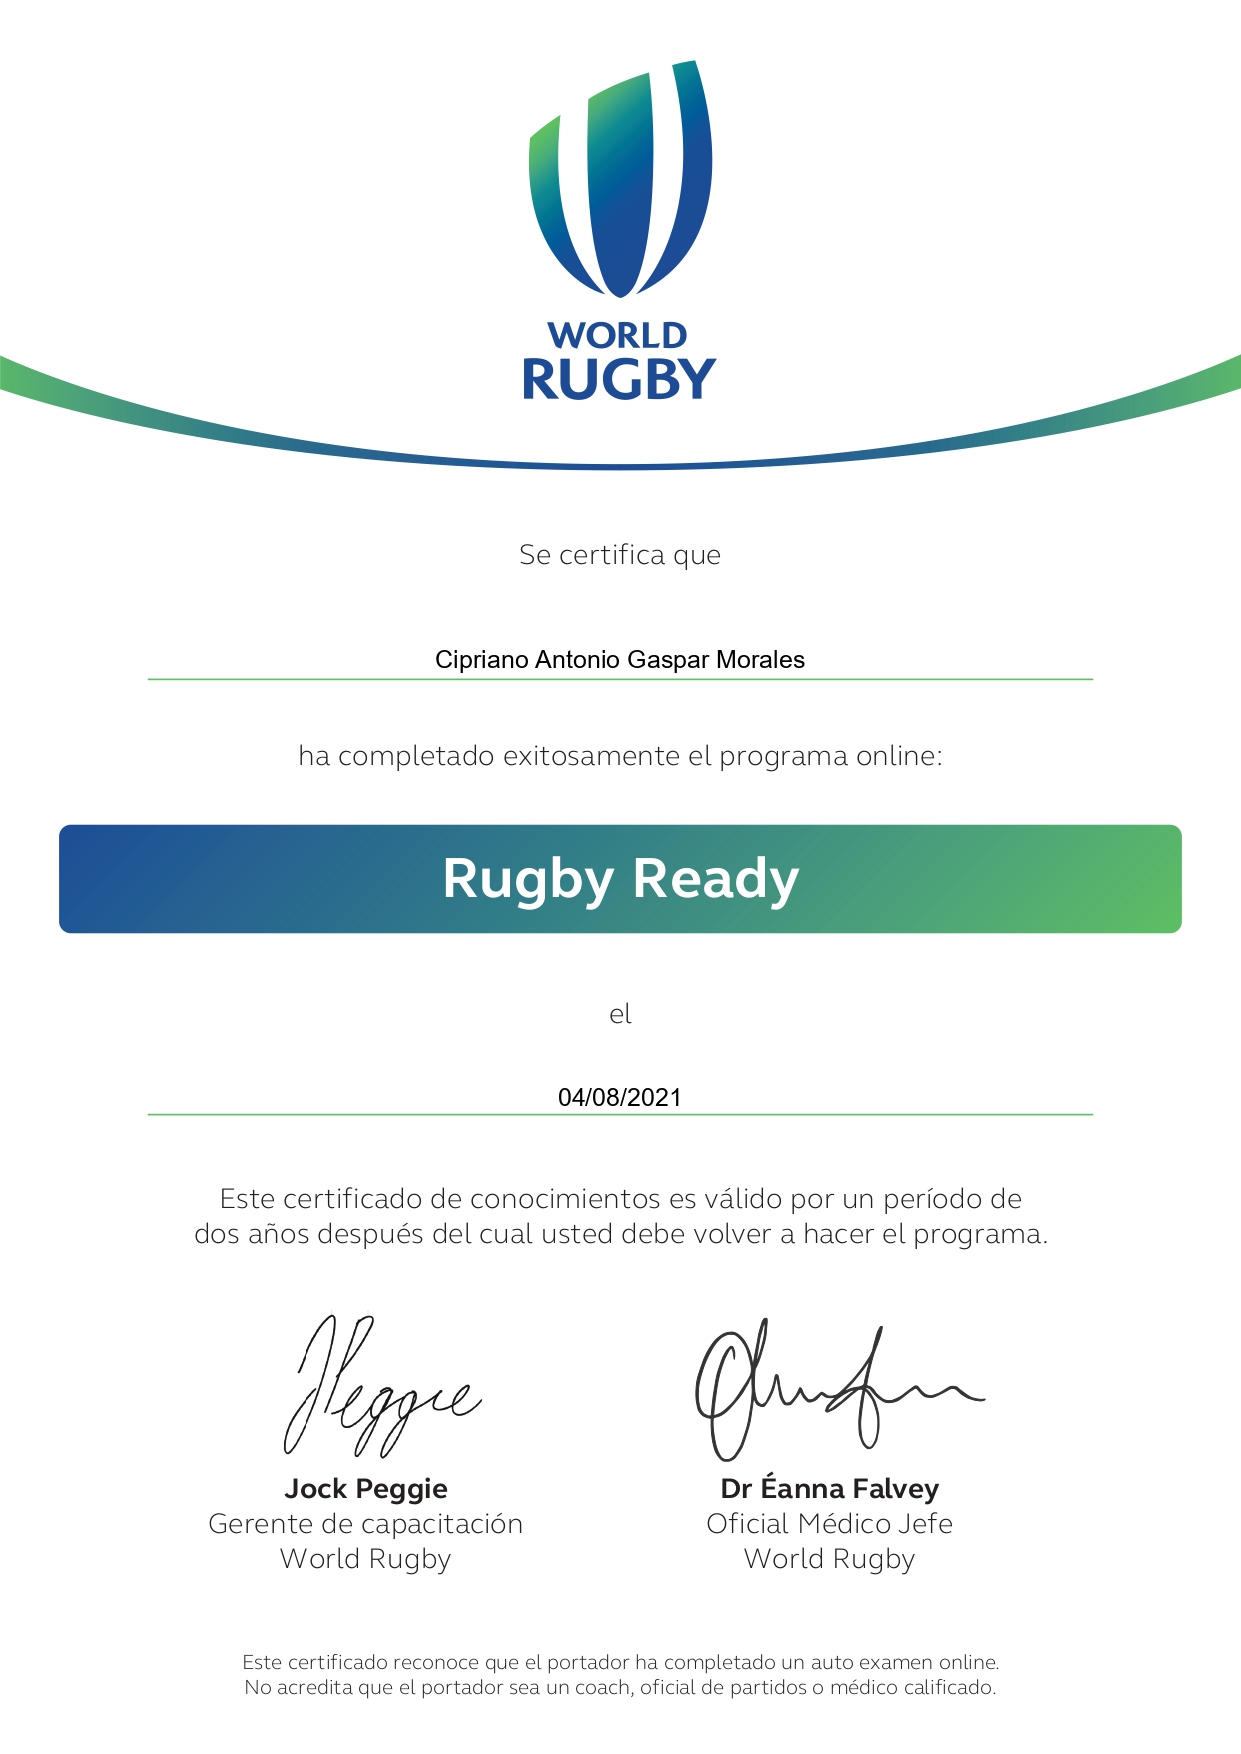 WORLD
RUGBY
Se certifica que
Cipriano Antonio Gaspar Morales
ha completado exitosamente el programa online:
Rugby Ready
el
04/08/2021
Este certificado de conocimientos es válido por un período de
dos años después del cual usted debe volver a hacer el programa.
JPeggie
Jock Peggie
Gerente de capacitación
World Rugby
Dr Éanna Falvey
Oficial Médico Jefe
World Rugby
Este certificado reconoce que el portador ha completado un auto examen online.
No acredita que el portador sea un coach, oficial de partidos o médico calificado.